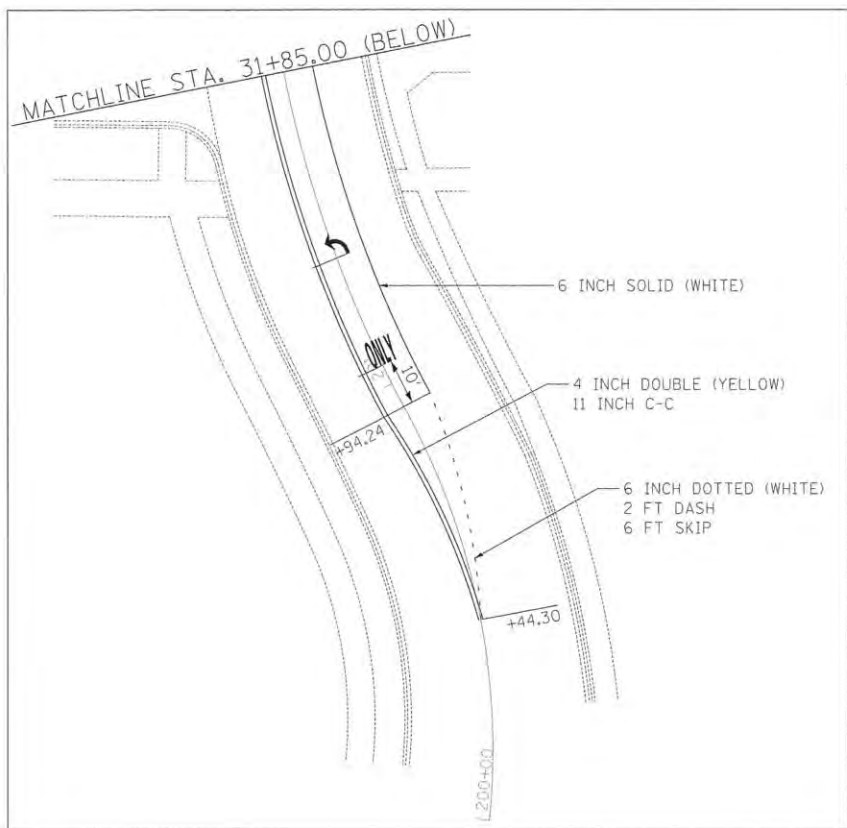 MATCHLINE STA. 31+85.00 (BELOW)
6 INCH SOLID (WHITE)
ONLY
10'
4 INCH DOUBLE (YELLOW)
11 INCH C-C
+94.24
6 INCH DOTTED (WHITE)
2 FT DASH
6 FT SKIP
+44.30
L200+00